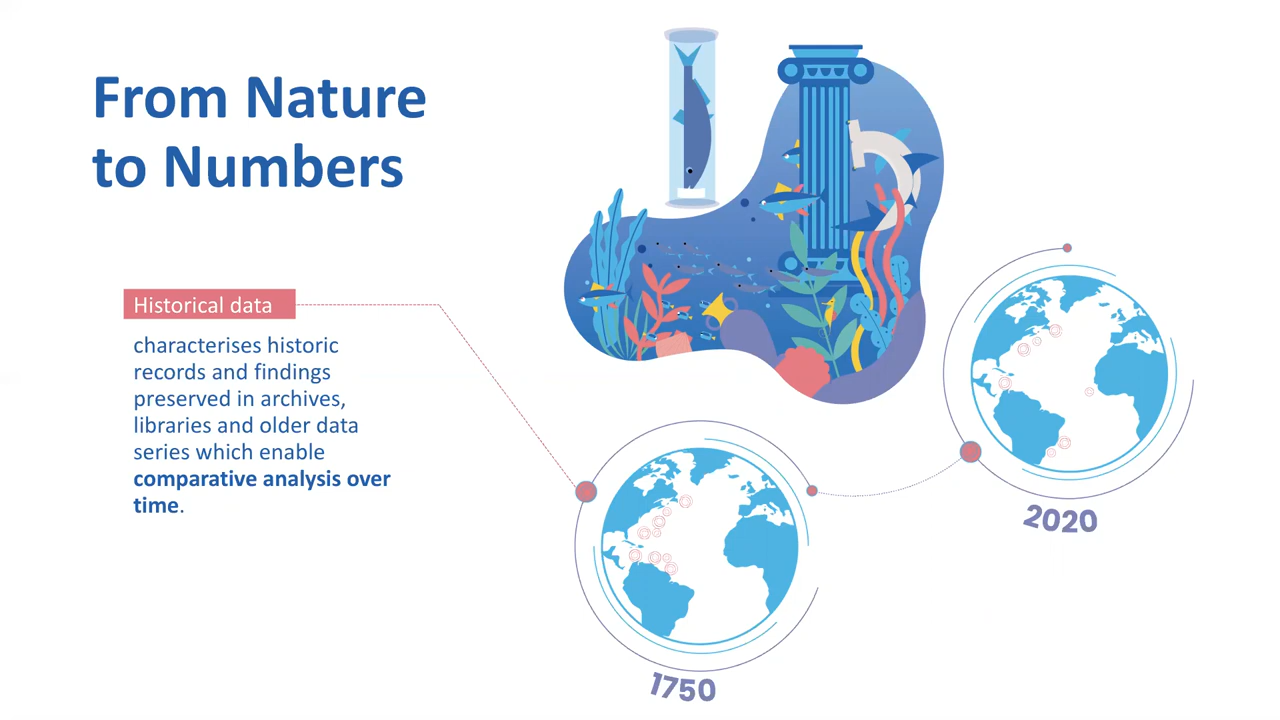 From Nature
to Numbers
Historical data
characterises historic
records and findings
preserved in archives,
libraries and older data
series which enable
comparative analysis over
time.
1750
2020